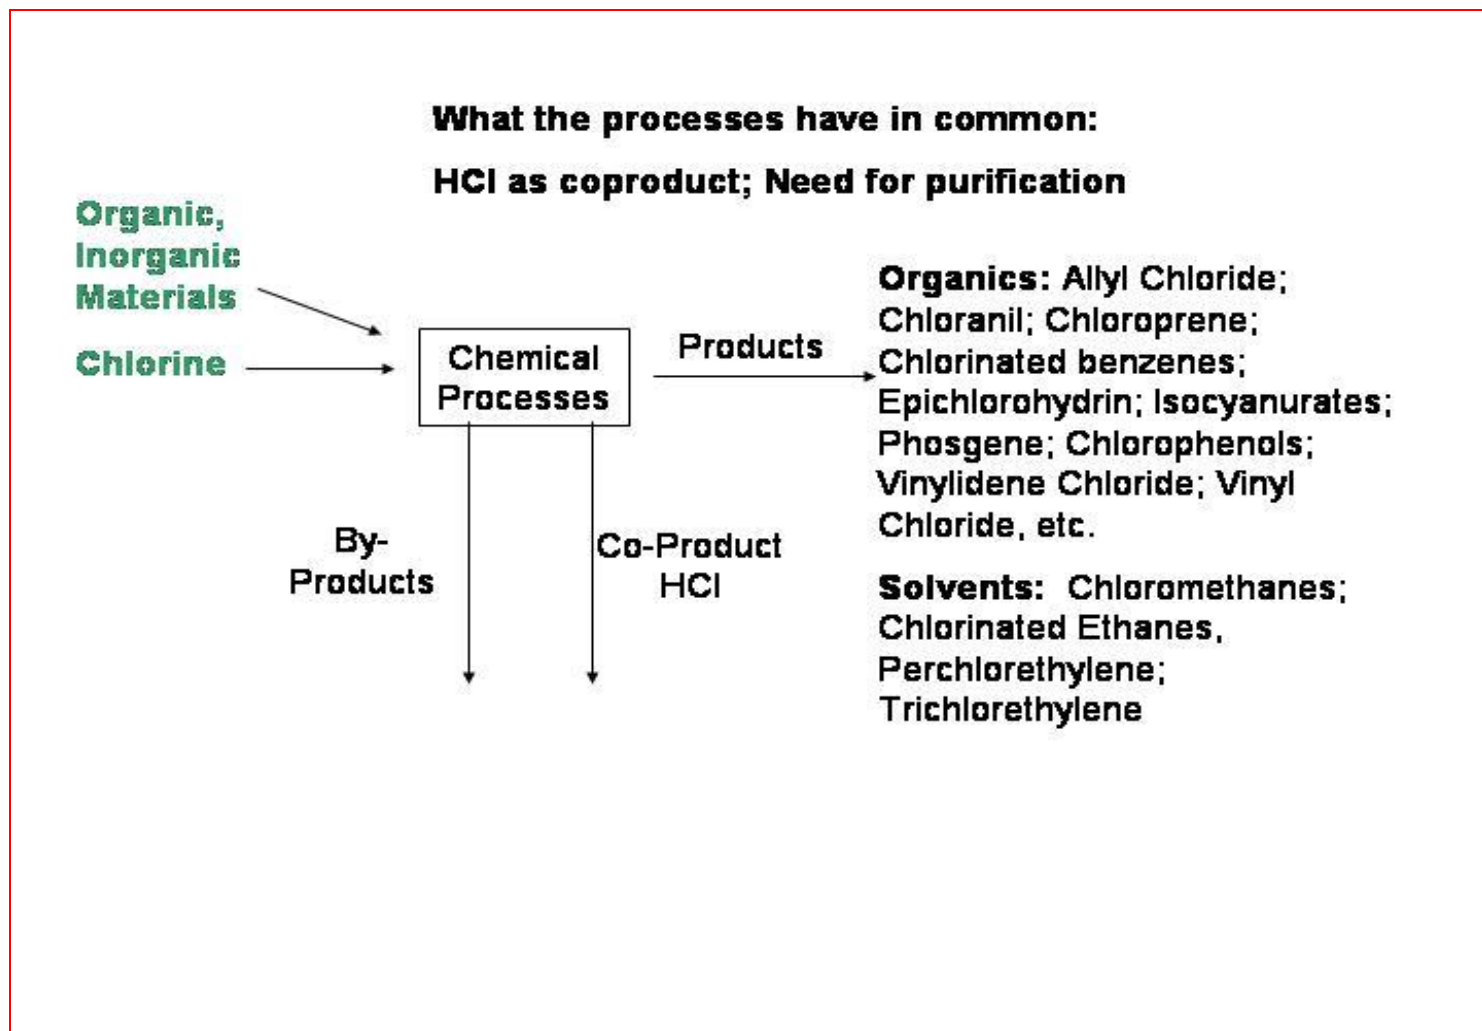 What the processes have in common:
HCl as coproduct; Need for purification
Organic,
Inorganic
Materials
Chlorine
Chemical
Processes
Products
By-
Products
Co-Product
HCl
Organics: Allyl Chloride;
Chloranil; Chloroprene;
Chlorinated benzenes;
Epichlorohydrin; Isocyanurates;
Phosgene; Chlorophenols;
Vinylidene Chloride; Vinyl
Chloride, etc.
Solvents: Chloromethanes;
Chlorinated Ethanes,
Perchlorethylene;
Trichlorethylene